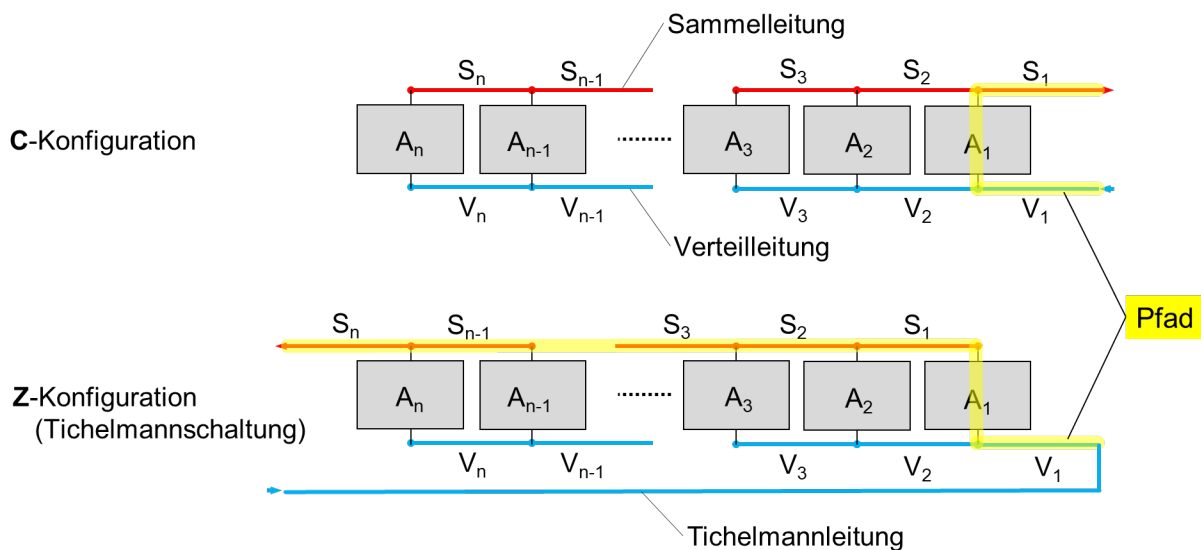 Sammelleitung
Sₙ Sₙ₋₁ S₃ S₂ S₁
C-Konfiguration Aₙ Aₙ₋₁ A₃ A₂ A₁
Vₙ Vₙ₋₁ V₃ V₂ V₁
Verteilleitung
Pfad
Sₙ Sₙ₋₁ S₃ S₂ S₁
Z-Konfiguration Aₙ Aₙ₋₁ A₃ A₂ A₁
(Tichelmannschaltung)
Vₙ Vₙ₋₁ V₃ V₂ V₁
Tichelmannleitung